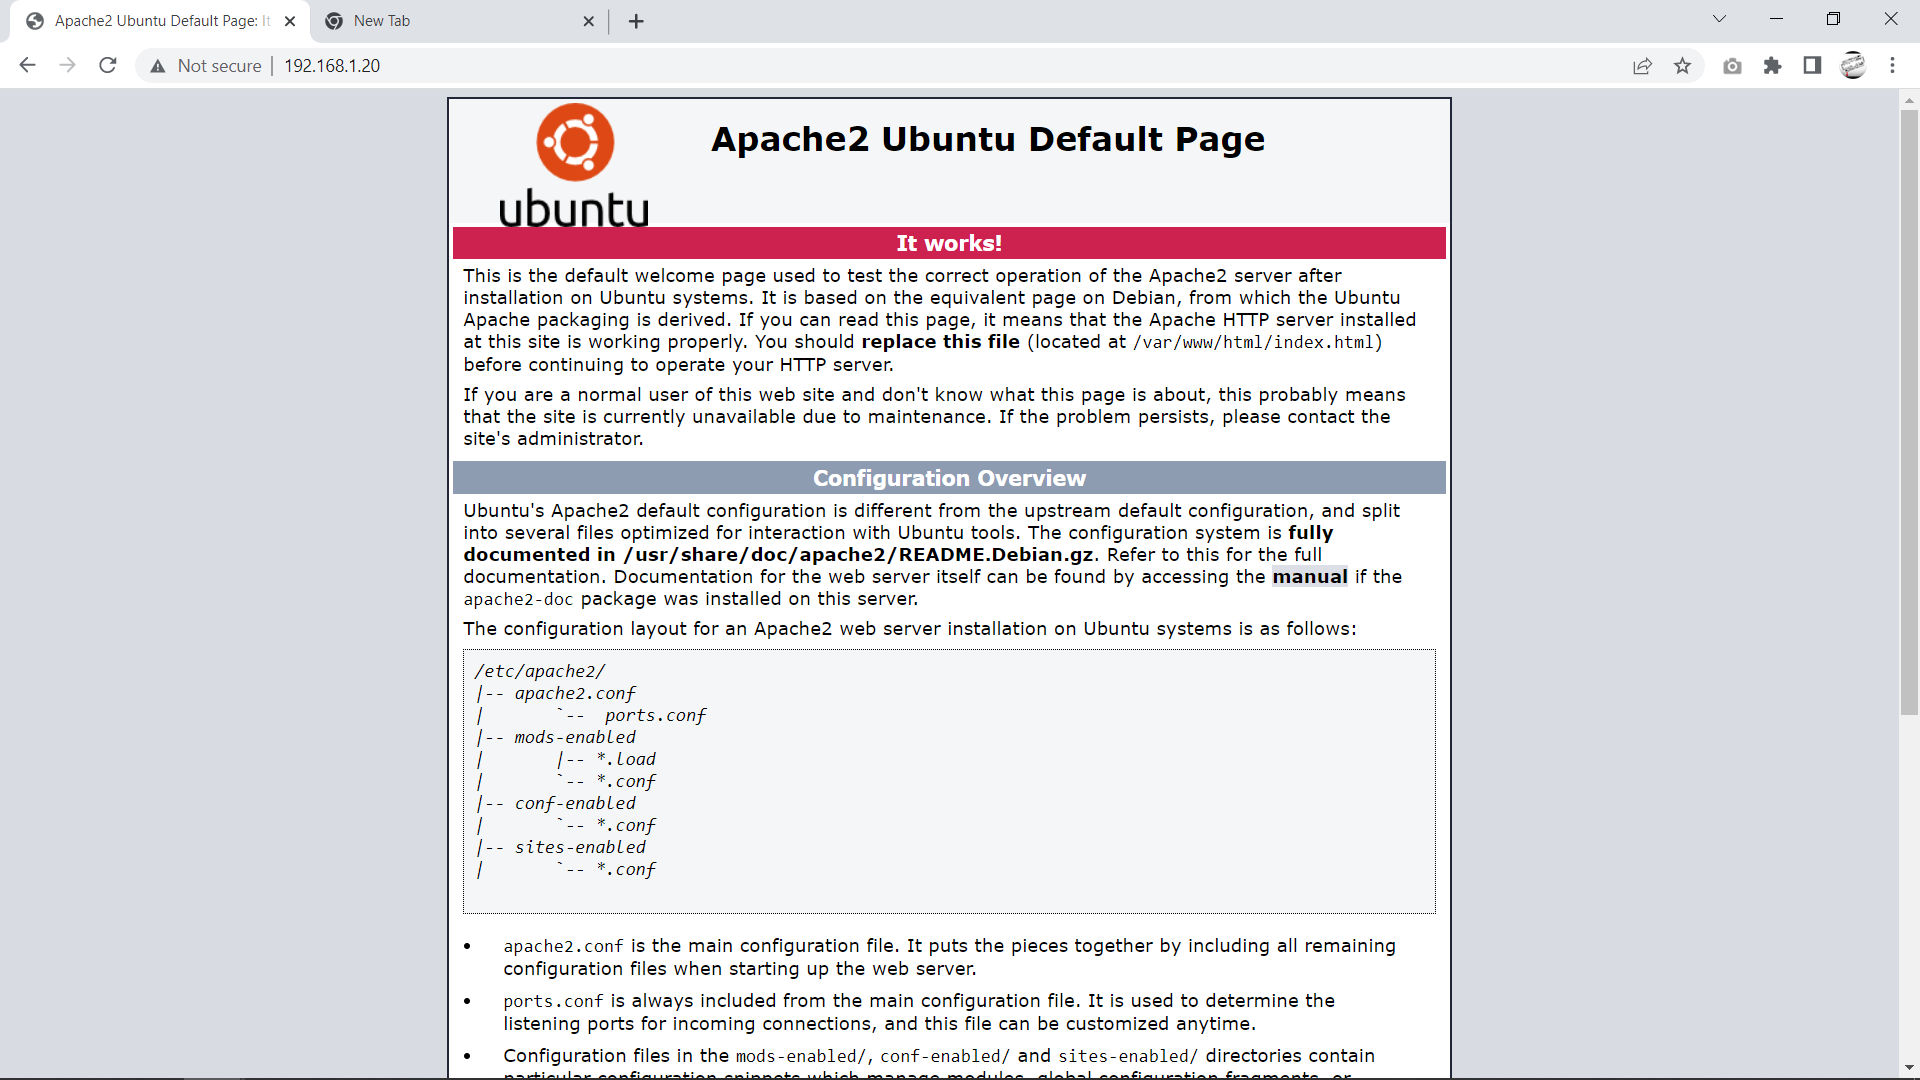 Apache2 Ubuntu Default Page: It
New Tab
Not secure
192.168.1.20
ubuntu
Apache2 Ubuntu Default Page
It works!
This is the default welcome page used to test the correct operation of the Apache2 server after
installation on Ubuntu systems. It is based on the equivalent page on Debian, from which the Ubuntu
Apache packaging is derived. If you can read this page, it means that the Apache HTTP server installed
at this site is working properly. You should replace this file (located at /var/www/html/index.html)
before continuing to operate your HTTP server.
If you are a normal user of this web site and don't know what this page is about, this probably means
that the site is currently unavailable due to maintenance. If the problem persists, please contact the
site's administrator.
Configuration Overview
Ubuntu's Apache2 default configuration is different from the upstream default configuration, and split
into several files optimized for interaction with Ubuntu tools. The configuration system is fully
documented in /usr/share/doc/apache2/README.Debian.gz. Refer to this for the full
documentation. Documentation for the web server itself can be found by accessing the manual if the
apache2-doc package was installed on this server.
The configuration layout for an Apache2 web server installation on Ubuntu systems is as follows:
/etc/apache2/
|-- apache2.conf
|       `--  ports.conf
|-- mods-enabled
|       |-- *.load
|       `-- *.conf
|-- conf-enabled
|       `-- *.conf
|-- sites-enabled
|       `-- *.conf
• apache2.conf is the main configuration file. It puts the pieces together by including all remaining
configuration files when starting up the web server.
• ports.conf is always included from the main configuration file. It is used to determine the
listening ports for incoming connections, and this file can be customized anytime.
• Configuration files in the mods-enabled/, conf-enabled/ and sites-enabled/ directories contain
particular configuration snippets which manage modules, global configuration fragments, or